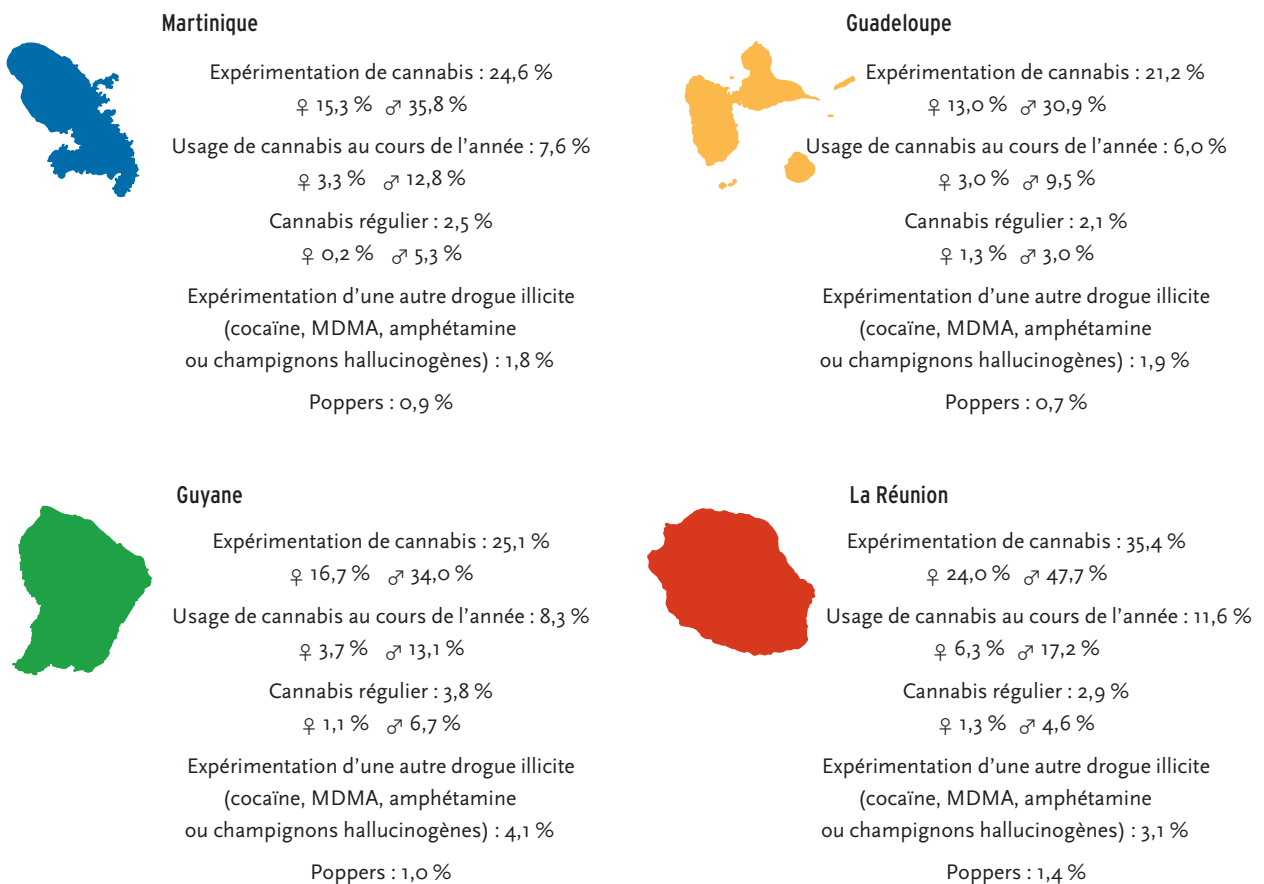 Martinique
Expérimentation de cannabis : 24,6 %
♀ 15,3 % ♂ 35,8 %
Usage de cannabis au cours de l’année : 7,6 %
♀ 3,3 % ♂ 12,8 %
Cannabis régulier : 2,5 %
♀ 0,2 % ♂ 5,3 %
Expérimentation d’une autre drogue illicite
(cocaïne, MDMA, amphétamine
ou champignons hallucinogènes) : 1,8 %
Poppers : 0,9 %
Guadeloupe
Expérimentation de cannabis : 21,2 %
♀ 13,0 % ♂ 30,9 %
Usage de cannabis au cours de l’année : 6,0 %
♀ 3,0 % ♂ 9,5 %
Cannabis régulier : 2,1 %
♀ 1,3 % ♂ 3,0 %
Expérimentation d’une autre drogue illicite
(cocaïne, MDMA, amphétamine
ou champignons hallucinogènes) : 1,9 %
Poppers : 0,7 %
Guyane
Expérimentation de cannabis : 25,1 %
♀ 16,7 % ♂ 34,0 %
Usage de cannabis au cours de l’année : 8,3 %
♀ 3,7 % ♂ 13,1 %
Cannabis régulier : 3,8 %
♀ 1,1 % ♂ 6,7 %
Expérimentation d’une autre drogue illicite
(cocaïne, MDMA, amphétamine
ou champignons hallucinogènes) : 4,1 %
Poppers : 1,0 %
La Réunion
Expérimentation de cannabis : 35,4 %
♀ 24,0 % ♂ 47,7 %
Usage de cannabis au cours de l’année : 11,6 %
♀ 6,3 % ♂ 17,2 %
Cannabis régulier : 2,9 %
♀ 1,3 % ♂ 4,6 %
Expérimentation d’une autre drogue illicite
(cocaïne, MDMA, amphétamine
ou champignons hallucinogènes) : 3,1 %
Poppers : 1,4 %